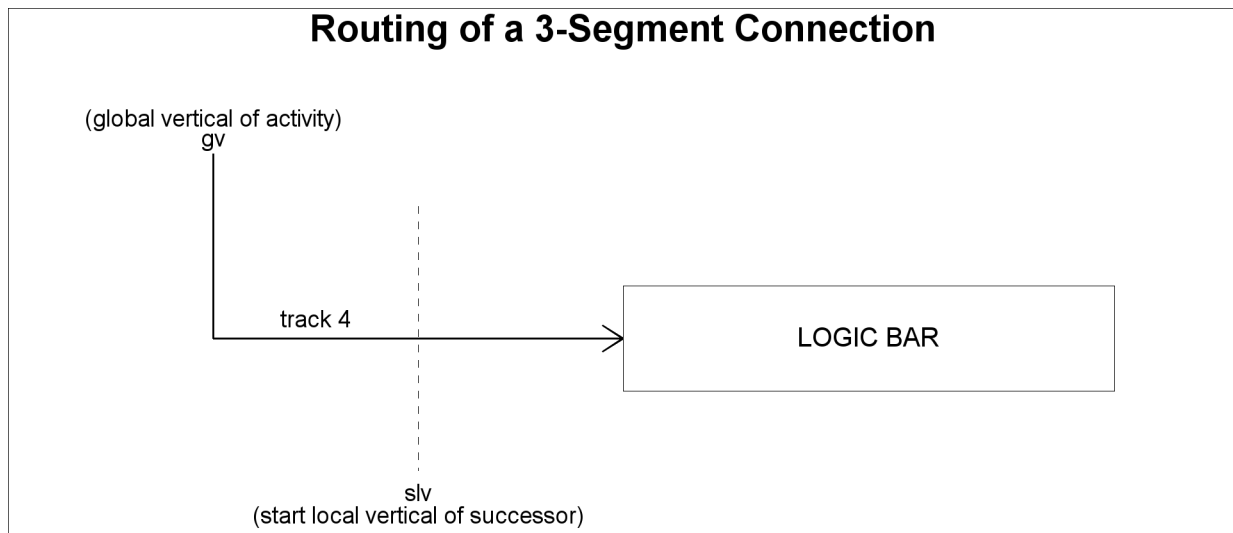 Routing of a 3-Segment Connection
(global vertical of activity)
gv
track 4
LOGIC BAR
slv
(start local vertical of successor)